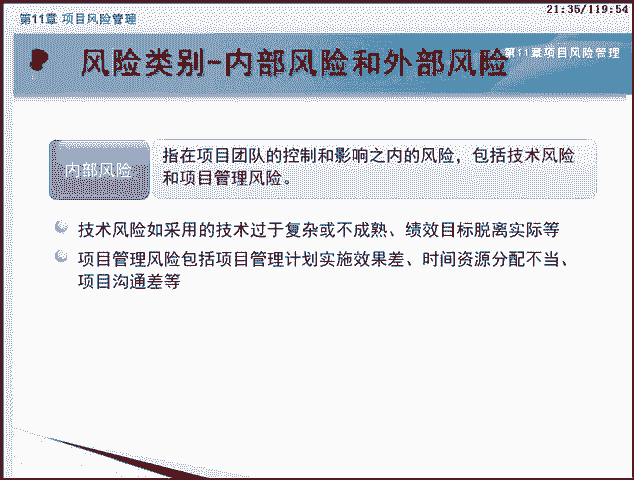 第11章 项目风险管理
21:35/119:54
风险类别-内部风险和外部风险
第11章项目风险管理
内部风险
指在项目团队的控制和影响之内的风险，包括技术风险
和项目管理风险。
技术风险如采用的技术过于复杂或不成熟、绩效目标脱离实际等
项目管理风险包括项目管理计划实施效果差、时间资源分配不当、
项目沟通差等